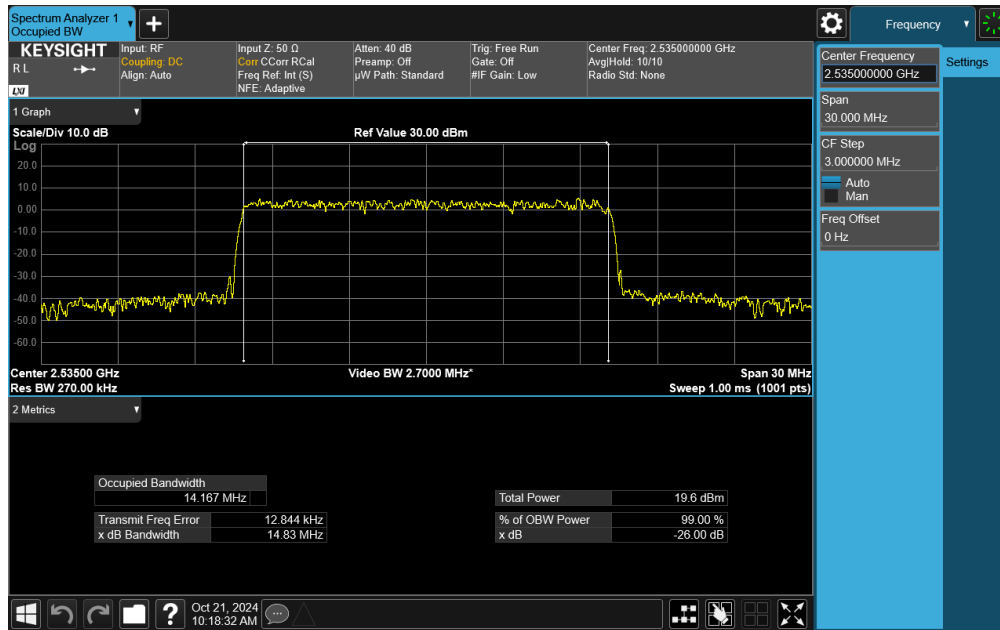 Spectrum Analyzer 1
Occupied BW
Frequency
KEYSIGHT
R L
LXI
Input: RF
Coupling: DC
Align: Auto
Input Z: 50 Ω
Corr CCorr RCal
Freq Ref: Int (S)
NFE: Adaptive
Atten: 40 dB
Preamp: Off
µW Path: Standard
Trig: Free Run
Gate: Off
#IF Gain: Low
Center Freq: 2.535000000 GHz
Avg|Hold: 10/10
Radio Std: None
Center Frequency
2.535000000 GHz
Settings
Span
30.000 MHz
CF Step
3.000000 MHz
Auto
Man
Freq Offset
0 Hz
1 Graph
Scale/Div 10.0 dB
Ref Value 30.00 dBm
Log
20.0
10.0
0.00
-10.0
-20.0
-30.0
-40.0
-50.0
-60.0
Center 2.53500 GHz
Video BW 2.7000 MHz*
Span 30 MHz
Res BW 270.00 kHz
Sweep 1.00 ms (1001 pts)
2 Metrics
Occupied Bandwidth
14.167 MHz
Total Power 19.6 dBm
Transmit Freq Error 12.844 kHz
% of OBW Power 99.00 %
x dB Bandwidth 14.83 MHz
x dB -26.00 dB
?
Oct 21, 2024
10:18:32 AM